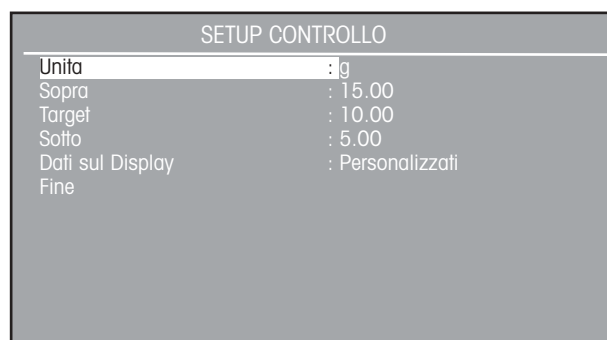 SETUP CONTROLLO
Unita : g
Sopra : 15.00
Target : 10.00
Sotto : 5.00
Dati sul Display : Personalizzati
Fine